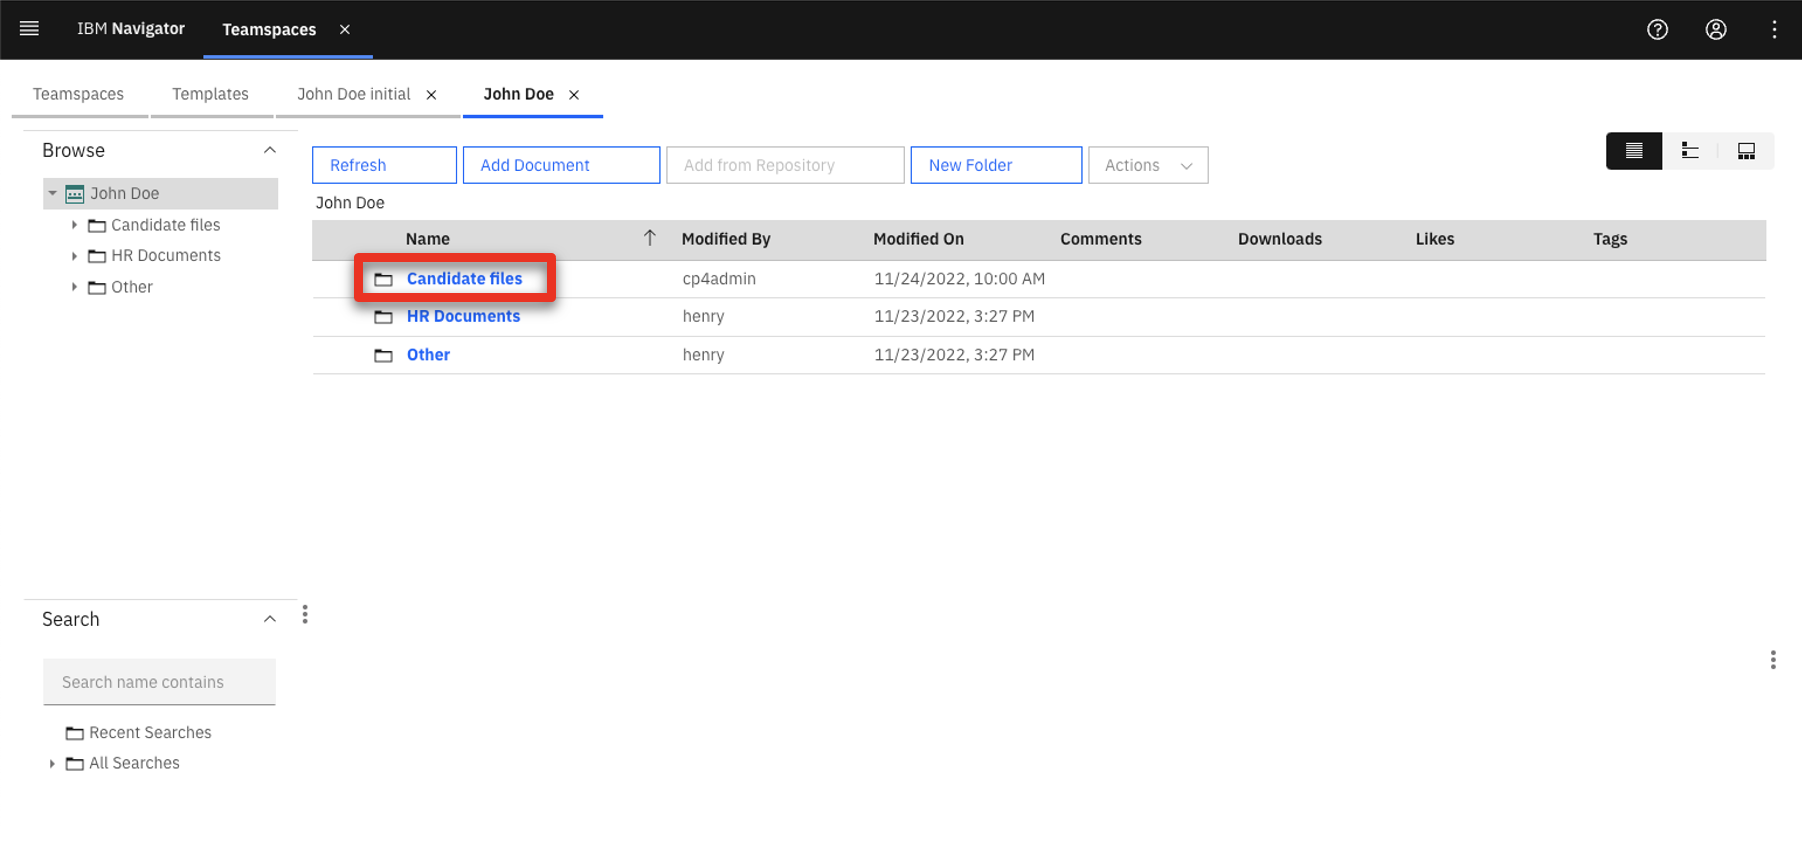 IBM Navigator
Teamspaces
Teamspaces
Templates
John Doe initial
John Doe
Browse
John Doe
Candidate files
HR Documents
Other
Refresh
Add Document
Add from Repository
New Folder
Actions
John Doe
Name Modified By Modified On Comments Downloads Likes Tags
Candidate files cp4admin 11/24/2022, 10:00 AM
HR Documents henry 11/23/2022, 3:27 PM
Other henry 11/23/2022, 3:27 PM
Search
Search name contains
Recent Searches
All Searches